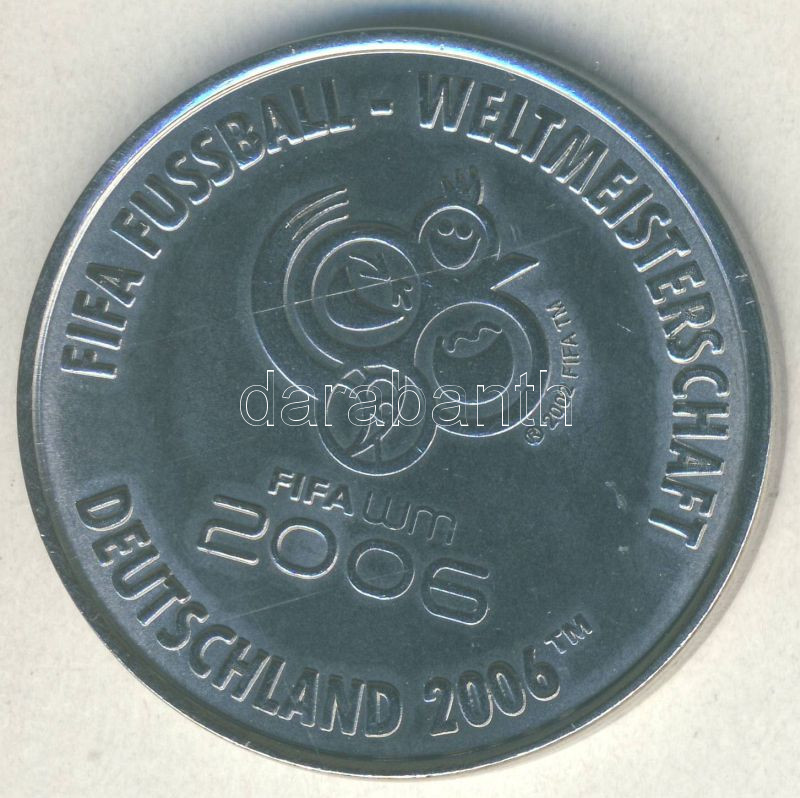 FIFA FUSSBALL - WELTMEISTERSCHAFT
® 2002 FIFA TM
darabanth
FIFA WM
2006
DEUTSCHLAND 2006™